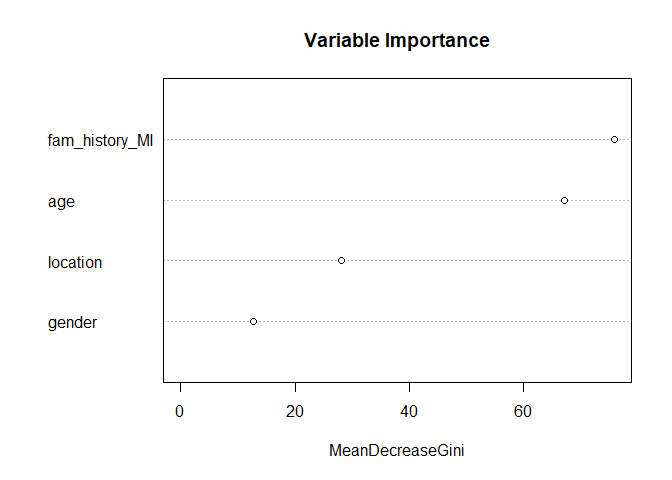 Variable Importance
fam_history_MI
age
location
gender
0 20 40 60
MeanDecreaseGini